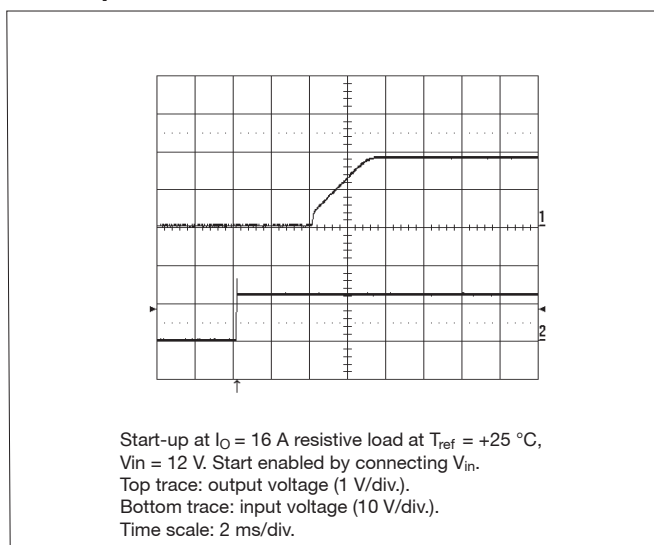 1
2
Start-up at IO = 16 A resistive load at Tref = +25 °C,
Vin = 12 V. Start enabled by connecting Vin.
Top trace: output voltage (1 V/div.).
Bottom trace: input voltage (10 V/div.).
Time scale: 2 ms/div.